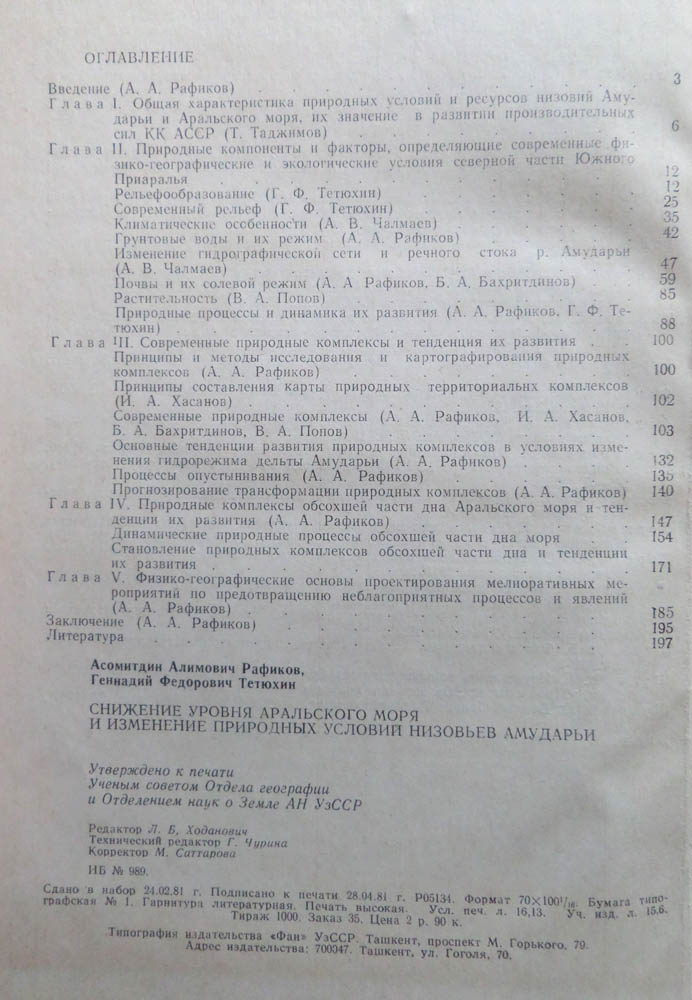 ОГЛАВЛЕНИЕ
Введение (А. А. Рафиков) . . . . . . . . 3
Глава I. Общая характеристика природных условий и ресурсов низовий Аму-
дарьи и Аральского моря, их значение в развитии производительных
сил КК АССР (Т. Таджимов) . . . . . . . . 6
Глава II. Природные компоненты и факторы, определяющие современные фи-
зико-географические и экологические условия северной части Южного
Приаралья . . . . . . . . 12
Рельефообразование (Г. Ф. Тетюхин) . . . . . . . . 12
Современный рельеф (Г. Ф. Тетюхин) . . . . . . . . 25
Климатические особенности (А. В. Чалмаев) . . . . . . . . 35
Грунтовые воды и их режим (А. А. Рафиков) . . . . . . . . 42
Изменение гидрографической сети и речного стока р. Амударьи
(А. В. Чалмаев) . . . . . . . . 47
Почвы и их солевой режим (А. А Рафиков, Б. А. Бахритдинов) . 59
Растительность (В. А. Попов) . . . . . . . . 85
Природные процессы и динамика их развития (А. А. Рафиков, Г. Ф. Те-
тюхин) . . . . . . . . 88
Глава III. Современные природные комплексы и тенденция их развития . . 100
Принципы и методы исследования и картографирования природных
комплексов (А. А. Рафиков) . . . . . . . . 100
Принципы составления карты природных территориальнх комплексов
(И. А. Хасанов) . . . . . . . . 102
Современные природные комплексы (А. А. Рафиков, И. А. Хасанов,
Б. А. Бахритдинов, В. А. Попов) . . . . . . . . 103
Основные тенденции развития природных комплексов в условиях изме-
нения гидрорежима дельты Амударьи (А. А. Рафиков) . . . . 132
Процессы опустынивания (А. А. Рафиков) . . . . . . . . 135
Прогнозирование трансформации природных комплексов (А. А. Рафиков) 140
Глава IV. Природные комплексы обсохшей части дна Аральского моря и тен-
денции их развития (А. А. Рафиков) . . . . . . . . 147
Динамические природные процессы обсохшей части дна моря . . 154
Становление природных комплексов обсохшей части дна и тенденции
их развития . . . . . . . . 171
Глава V. Физико-географические основы проектирования мелиоративных ме-
роприятий по предотвращению неблагоприятных процессов и явлений
(А. А. Рафиков) . . . . . . . . 185
Заключение (А. А. Рафиков) . . . . . . . . 195
Литература . . . . . . . . 197
Асомитдин Алимович Рафиков,
Геннадий Федорович Тетюхин
СНИЖЕНИЕ УРОВНЯ АРАЛЬСКОГО МОРЯ
И ИЗМЕНЕНИЕ ПРИРОДНЫХ УСЛОВИЙ НИЗОВЬЕВ АМУДАРЬИ
Утверждено к печати
Ученым советом Отдела географии
и Отделением наук о Земле АН УзССР
Редактор Л. Б, Ходанович
Технический редактор Г. Чурина
Корректор М. Саттарова
ИБ № 989.
Сдано в набор 24.02.81 г. Подписано к печати 28.04.81 г. Р05134. Формат 70×100¹/₁₆. Бумага типо-
графская № 1. Гарнитура литературная. Печать высокая. Усл. печ. л. 16,13. Уч. изд. л. 15,6.
Тираж 1000. Заказ 35, Цена 2 р. 90 к.
Типография издательства «Фан» УзССР. Ташкент, проспект М. Горького. 79.
Адрес издательства: 700047. Ташкент, ул. Гоголя, 70.